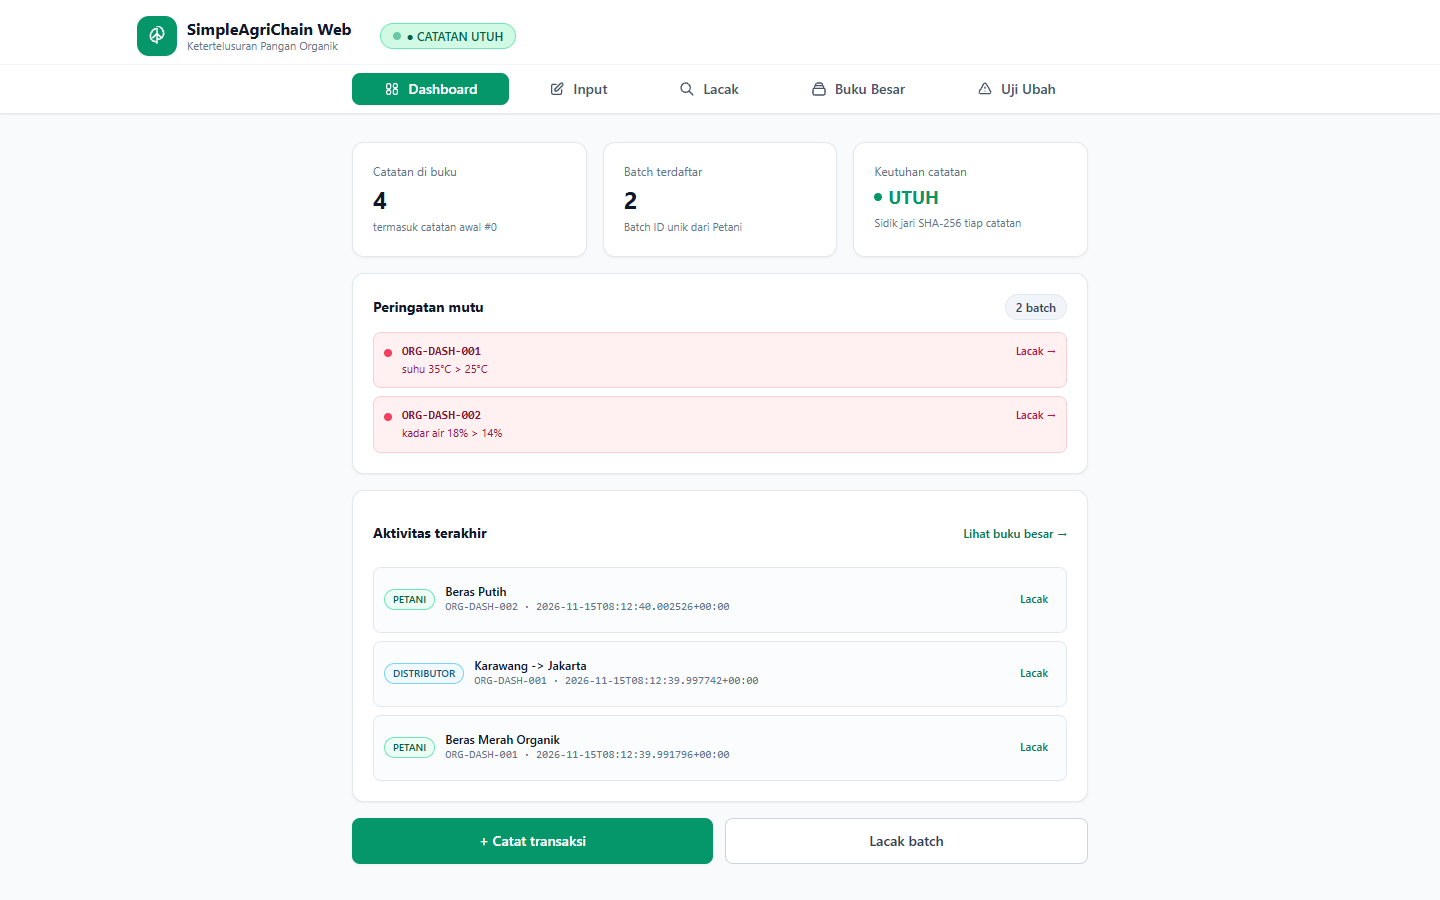 SimpleAgriChain Web
Ketertelusuran Pangan Organik
● CATATAN UTUH
Dashboard
Input
Lacak
Buku Besar
Uji Ubah
Catatan di buku
4
termasuk catatan awal #0
Batch terdaftar
2
Batch ID unik dari Petani
Keutuhan catatan
● UTUH
Sidik jari SHA-256 tiap catatan
Peringatan mutu
2 batch
ORG-DASH-001
Lacak →
suhu 35°C > 25°C
ORG-DASH-002
Lacak →
kadar air 18% > 14%
Aktivitas terakhir
Lihat buku besar →
PETANI
Beras Putih
ORG-DASH-002 · 2026-11-15T08:12:40.002526+00:00
Lacak
DISTRIBUTOR
Karawang -> Jakarta
ORG-DASH-001 · 2026-11-15T08:12:39.997742+00:00
Lacak
PETANI
Beras Merah Organik
ORG-DASH-001 · 2026-11-15T08:12:39.991796+00:00
Lacak
+ Catat transaksi
Lacak batch